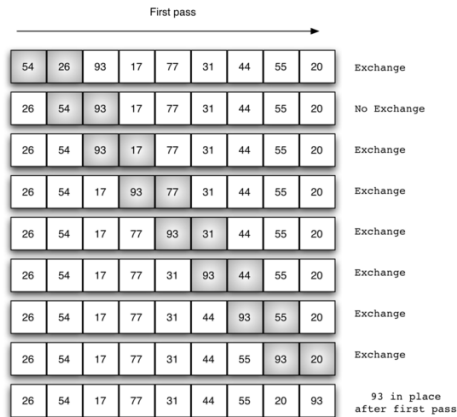 First pass
54 26 93 17 77 31 44 55 20 Exchange
26 54 93 17 77 31 44 55 20 No Exchange
26 54 93 17 77 31 44 55 20 Exchange
26 54 17 93 77 31 44 55 20 Exchange
26 54 17 77 93 31 44 55 20 Exchange
26 54 17 77 31 93 44 55 20 Exchange
26 54 17 77 31 44 93 55 20 Exchange
26 54 17 77 31 44 55 93 20 Exchange
26 54 17 77 31 44 55 20 93 93 in place
after first pass